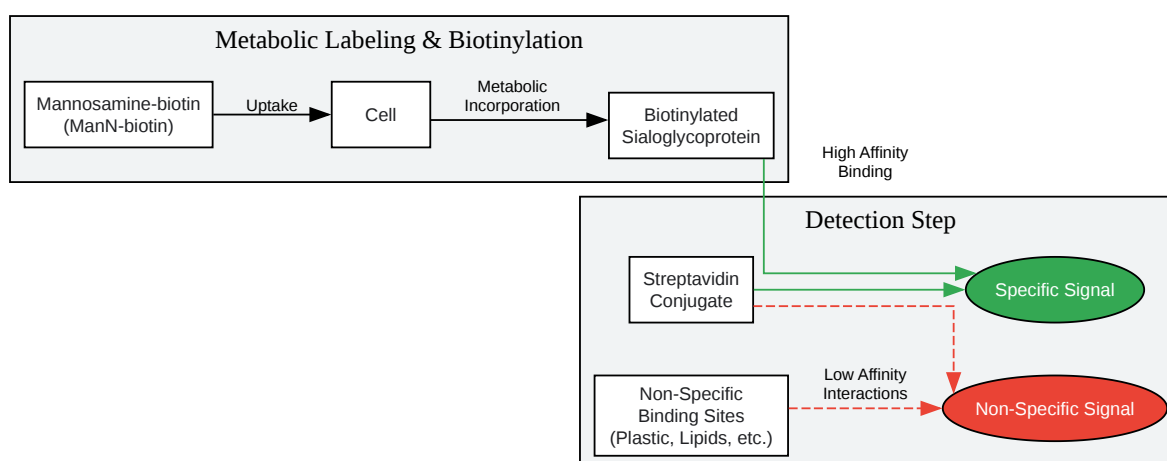 Metabolic Labeling & Biotinylation
Mannosamine-biotin
(ManN-biotin)
Uptake
Cell
Metabolic
Incorporation
Biotinylated
Sialoglycoprotein
High Affinity
Binding
Detection Step
Streptavidin
Conjugate
Specific Signal
Non-Specific
Binding Sites
(Plastic, Lipids, etc.)
Low Affinity
Interactions
Non-Specific Signal